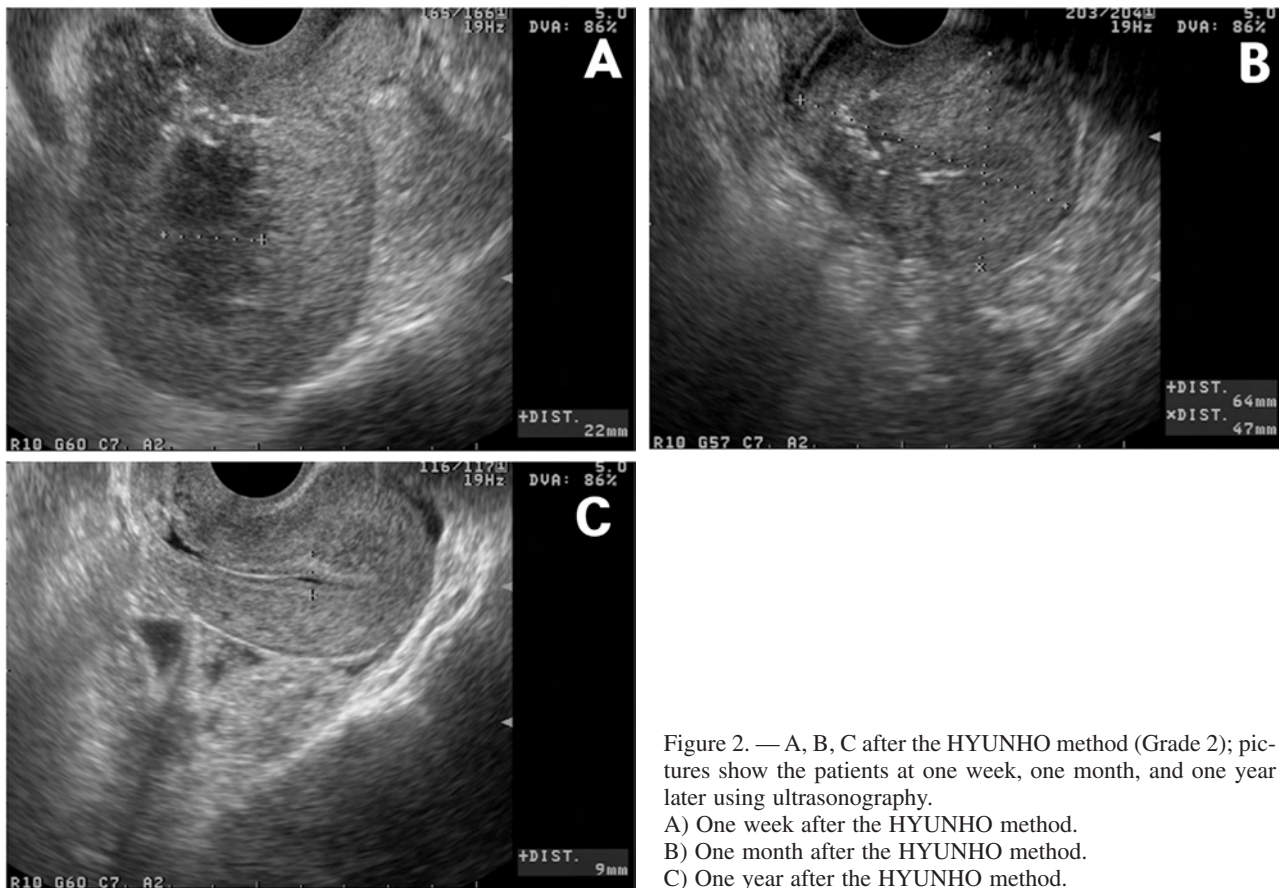 165/166
5.0
19Hz
DVA: 86%
A
+DIST.
22mm
R10 G60 C7 A2
203/204
5.0
19Hz
DVA: 86%
B
+DIST.
64mm
×DIST.
47mm
R10 G57 C7 A2
116/117
5.0
19Hz
DVA: 86%
C
+DIST.
9mm
R10 G60 C7 A2
Figure 2. — A, B, C after the HYUNHO method (Grade 2); pic-
tures show the patients at one week, one month, and one year
later using ultrasonography.
A) One week after the HYUNHO method.
B) One month after the HYUNHO method.
C) One year after the HYUNHO method.